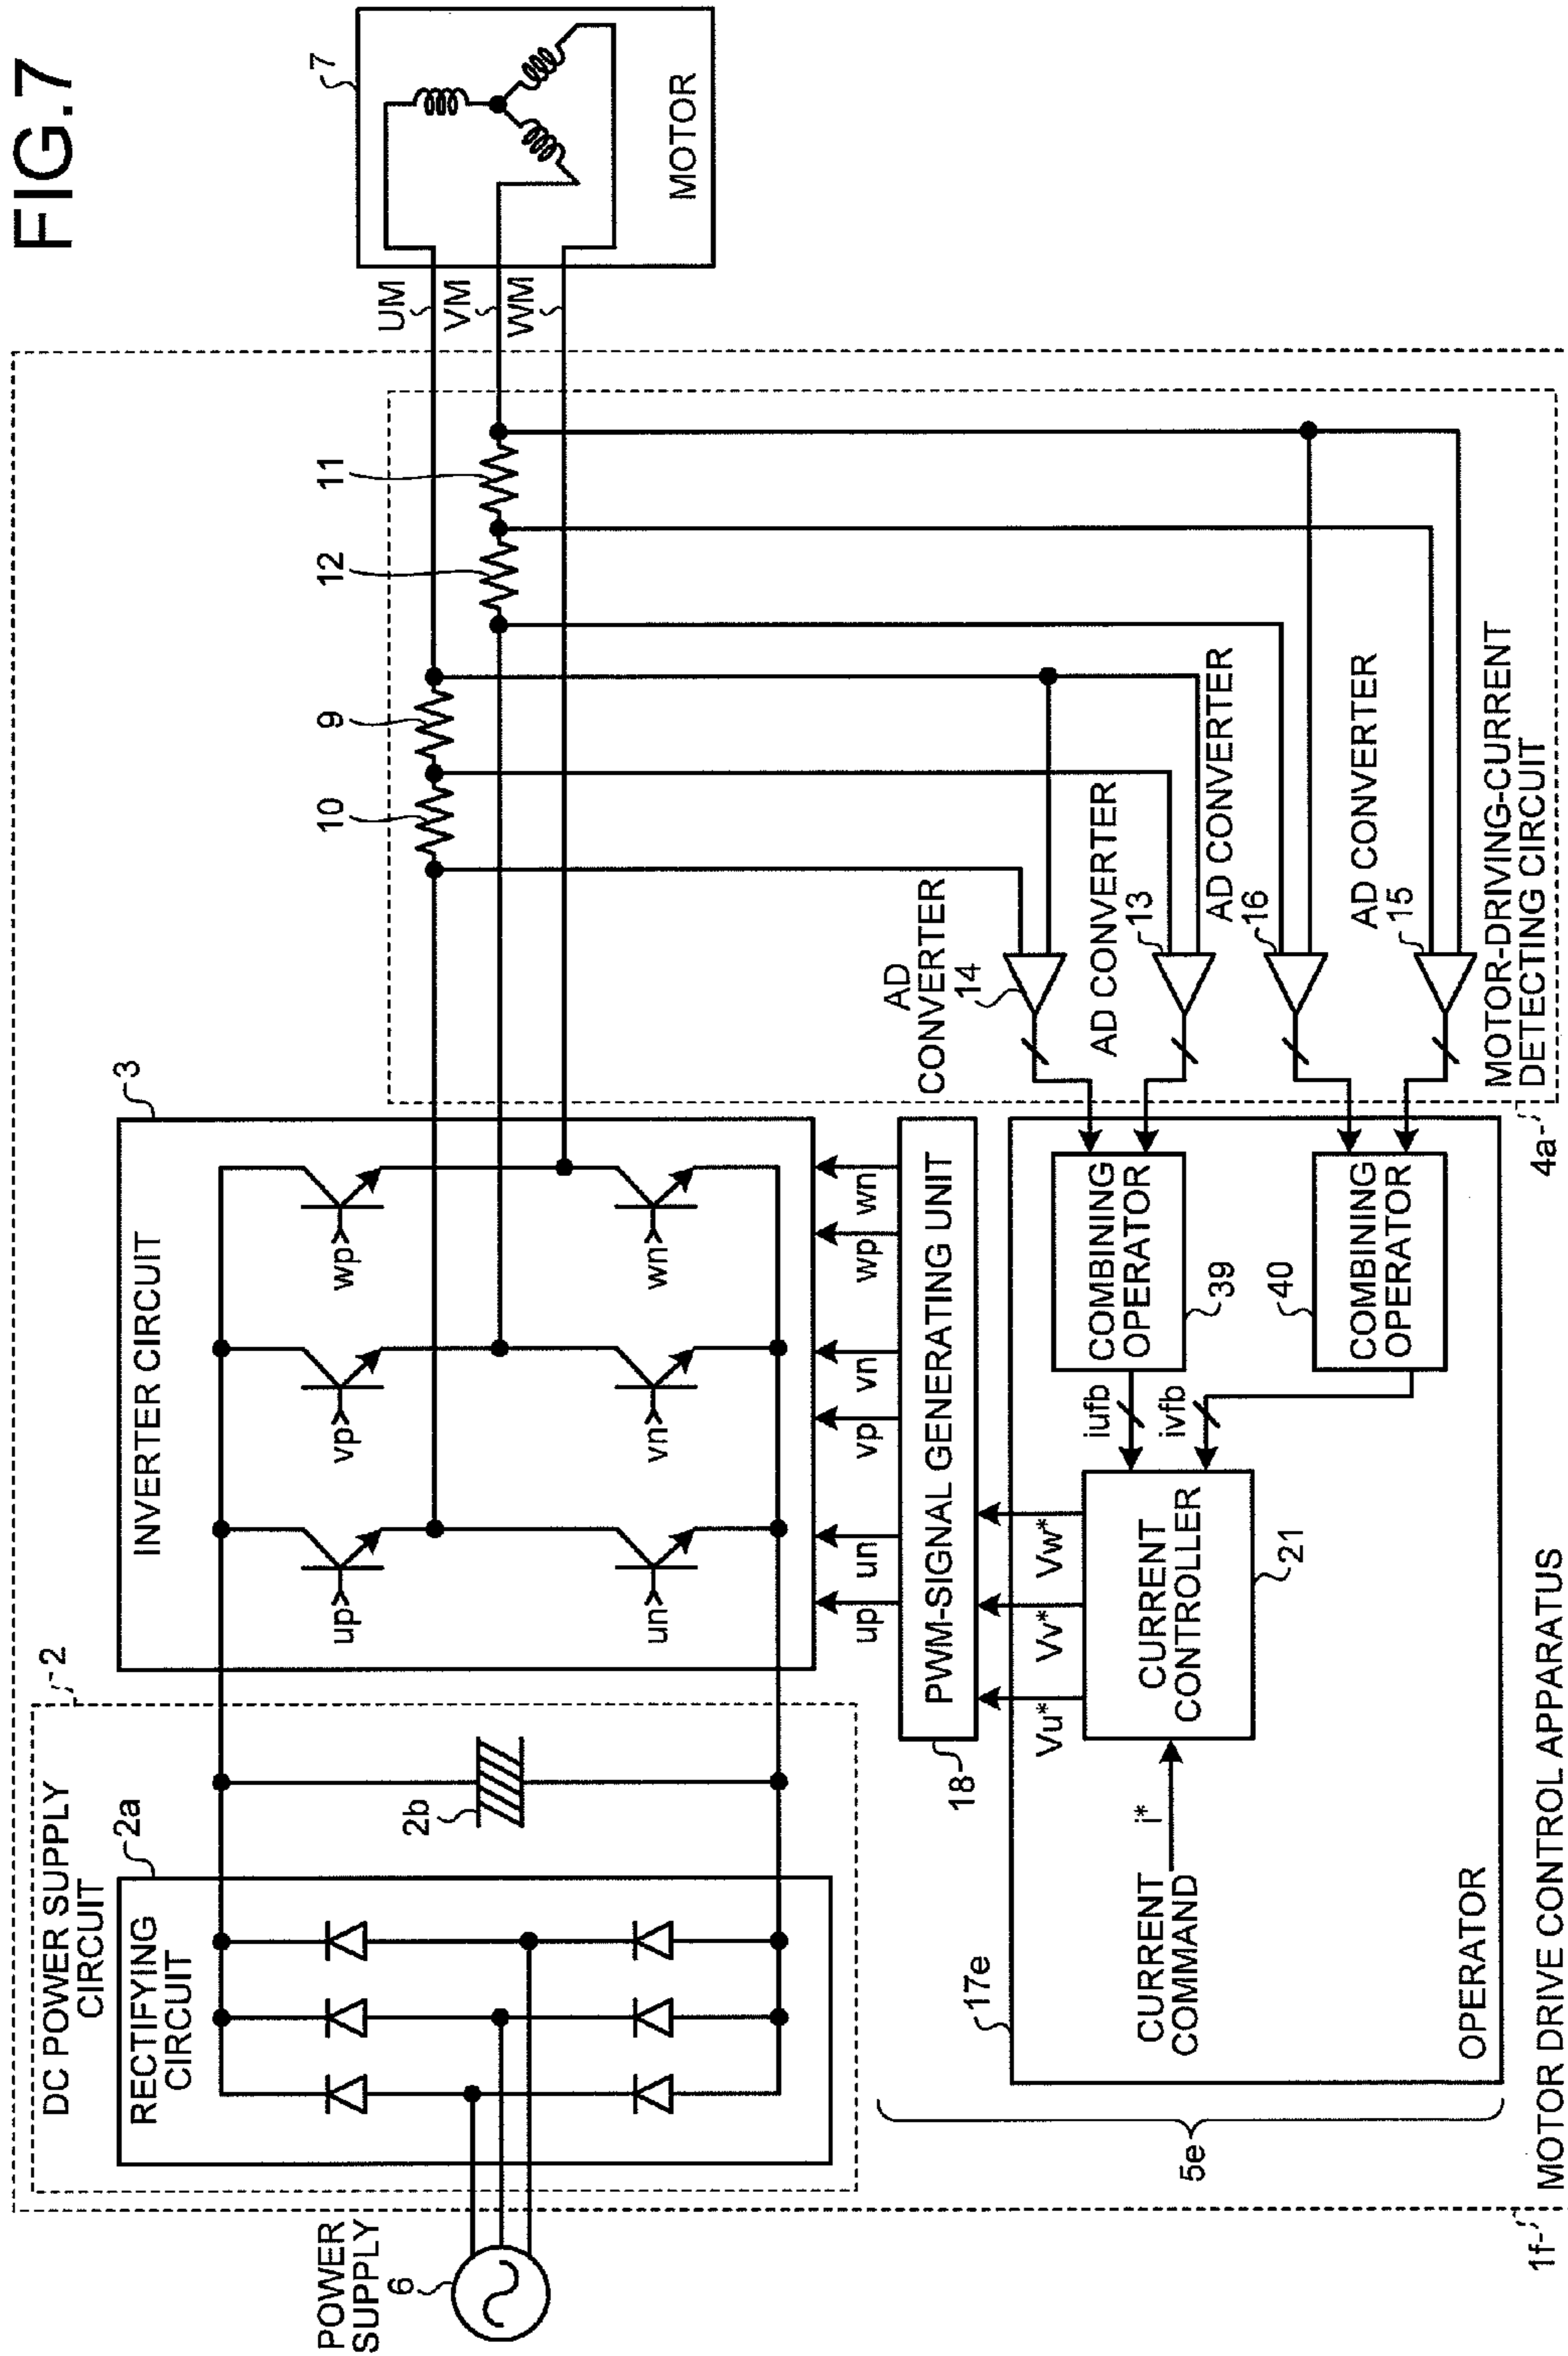 FIG.7
1f
MOTOR DRIVE CONTROL APPARATUS
POWER
SUPPLY
6
DC POWER SUPPLY
CIRCUIT
2
RECTIFYING
CIRCUIT
2a
2b
INVERTER CIRCUIT
3
up
vp
wp
un
vn
wn
up
un
vp
vn
wp
wn
10
9
12
11
UM
VM
WM
7
MOTOR
18
PWM-SIGNAL GENERATING UNIT
Vu*
Vv*
Vw*
5e
17e
OPERATOR
CURRENT
COMMAND
i*
CURRENT
CONTROLLER
21
iufb
ivfb
COMBINING
OPERATOR
39
40
COMBINING
OPERATOR
AD
CONVERTER
14
AD CONVERTER
13
AD CONVERTER
16
AD CONVERTER
15
4a
MOTOR-DRIVING-CURRENT
DETECTING CIRCUIT